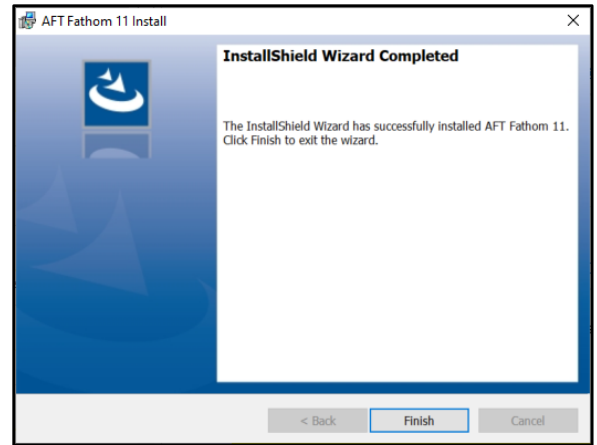 AFT Fathom 11 Install
InstallShield Wizard Completed
The InstallShield Wizard has successfully installed AFT Fathom 11.
Click Finish to exit the wizard.
< Back
Finish
Cancel